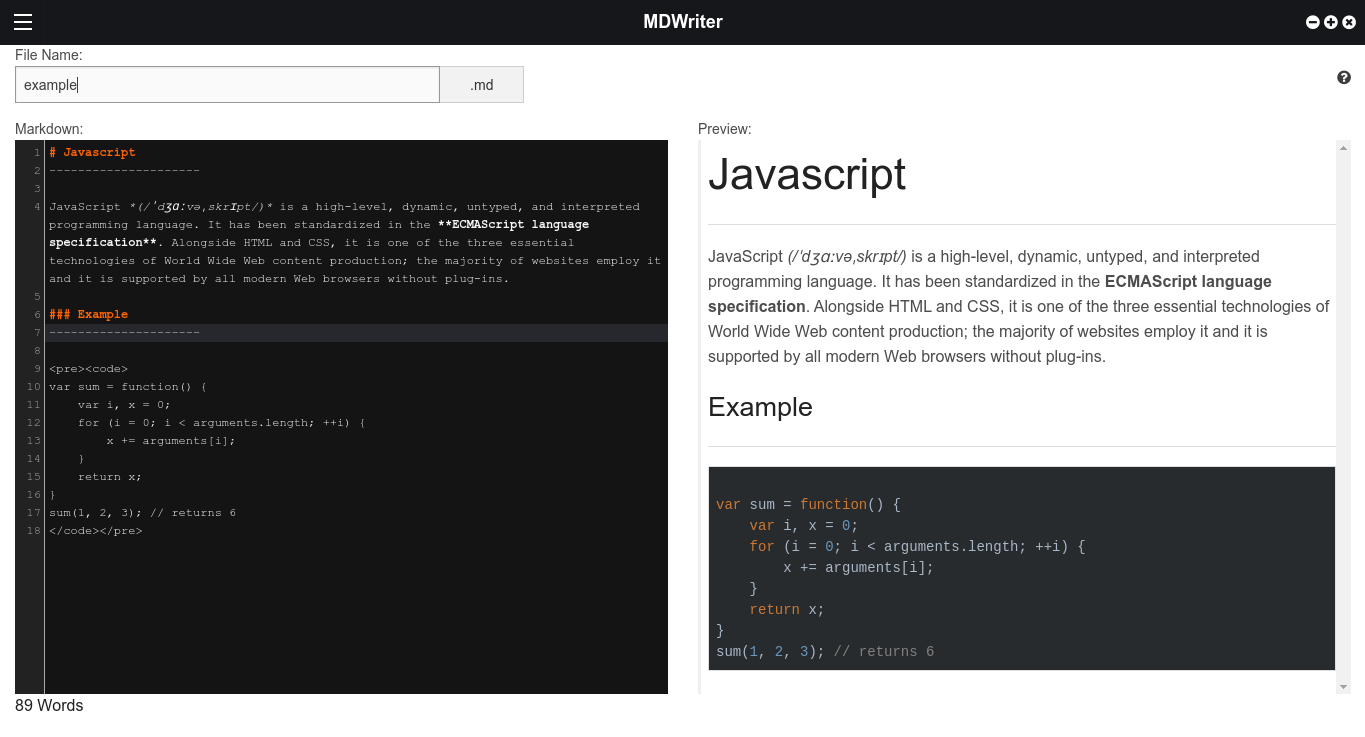 MDWriter
File Name:
example
.md
Markdown:
1 # Javascript
2 ---------------------
3
4 JavaScript *(/ˈdʒɑːvəˌskrɪpt/)* is a high-level, dynamic, untyped, and interpreted
programming language. It has been standardized in the **ECMAScript language
specification**. Alongside HTML and CSS, it is one of the three essential
technologies of World Wide Web content production; the majority of websites employ it
and it is supported by all modern Web browsers without plug-ins.
5
6 ### Example
7 ---------------------
8
9 <pre><code>
10 var sum = function() {
11     var i, x = 0;
12     for (i = 0; i < arguments.length; ++i) {
13         x += arguments[i];
14     }
15     return x;
16 }
17 sum(1, 2, 3); // returns 6
18 </code></pre>
89 Words
Preview:
Javascript
JavaScript (/ˈdʒɑːvəˌskrɪpt/) is a high-level, dynamic, untyped, and interpreted
programming language. It has been standardized in the ECMAScript language
specification. Alongside HTML and CSS, it is one of the three essential technologies of
World Wide Web content production; the majority of websites employ it and it is
supported by all modern Web browsers without plug-ins.
Example
var sum = function() {
    var i, x = 0;
    for (i = 0; i < arguments.length; ++i) {
        x += arguments[i];
    }
    return x;
}
sum(1, 2, 3); // returns 6